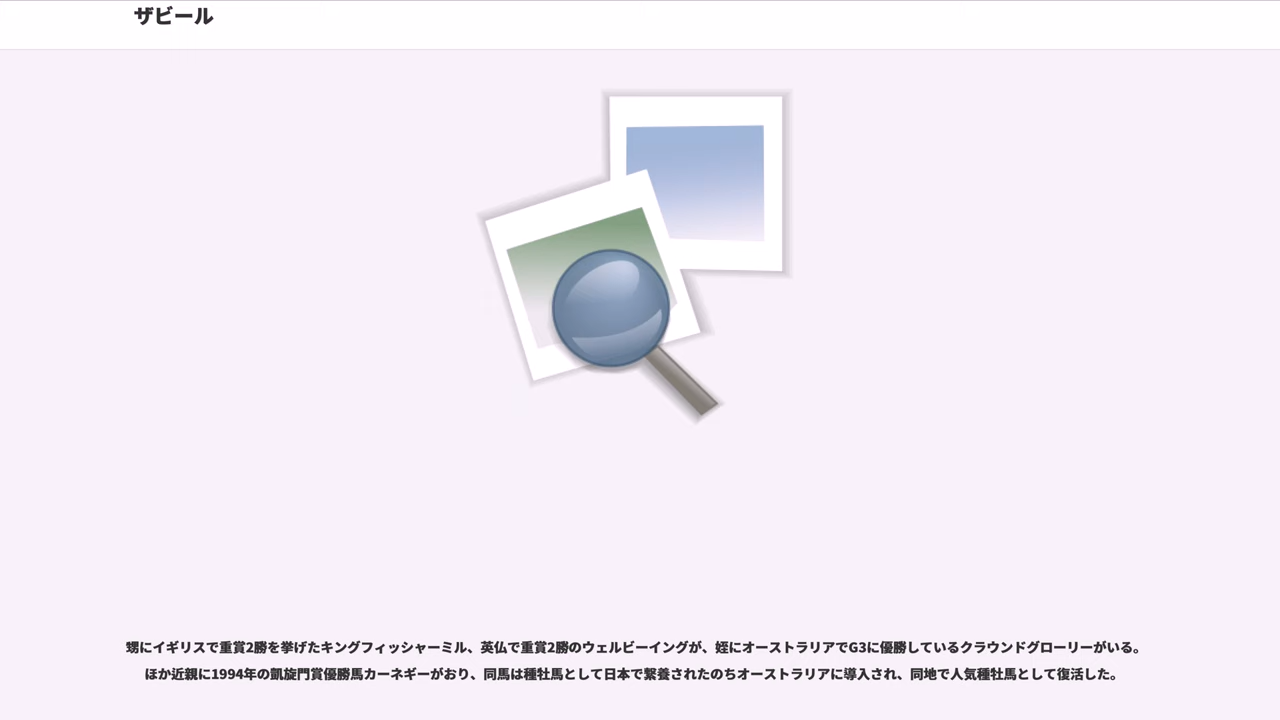 ザビール
甥にイギリスで重賞2勝を挙げたキングフィッシャーミル、英仏で重賞2勝のウェルビーイングが、姪にオーストラリアでG3に優勝しているクラウンドグローリーがいる。
ほか近親に1994年の凱旋門賞優勝馬カーネギーがおり、同馬は種牡馬として日本で繋養されたのちオーストラリアに導入され、同地で人気種牡馬として復活した。